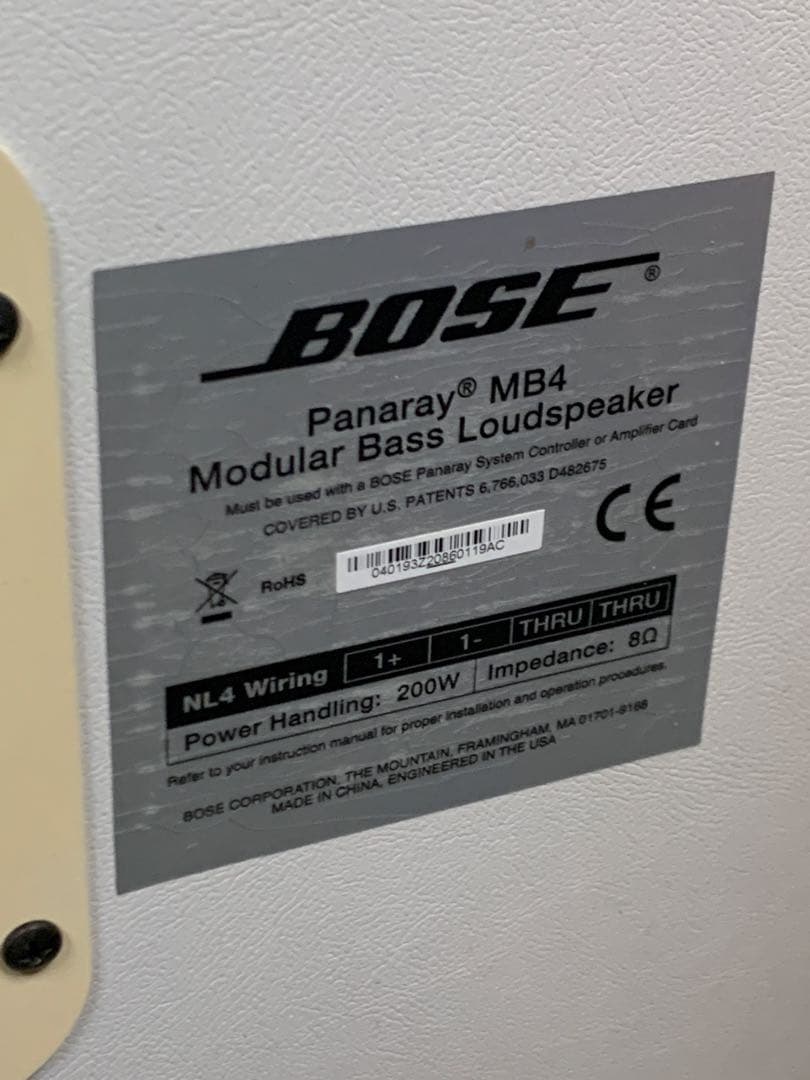 BOSE®
Panaray® MB4
Modular Bass Loudspeaker
Must be used with a BOSE Panaray System Controller or Amplifier Card
COVERED BY U.S. PATENTS 6,766,033 D482675
CE
RoHS
040193Z20860119AC
NL4 Wiring 1+ 1- THRU THRU
Power Handling: 200W Impedance: 8Ω
Refer to your instruction manual for proper installation and operation procedures.
BOSE CORPORATION, THE MOUNTAIN, FRAMINGHAM, MA 01701-9168
MADE IN CHINA, ENGINEERED IN THE USA